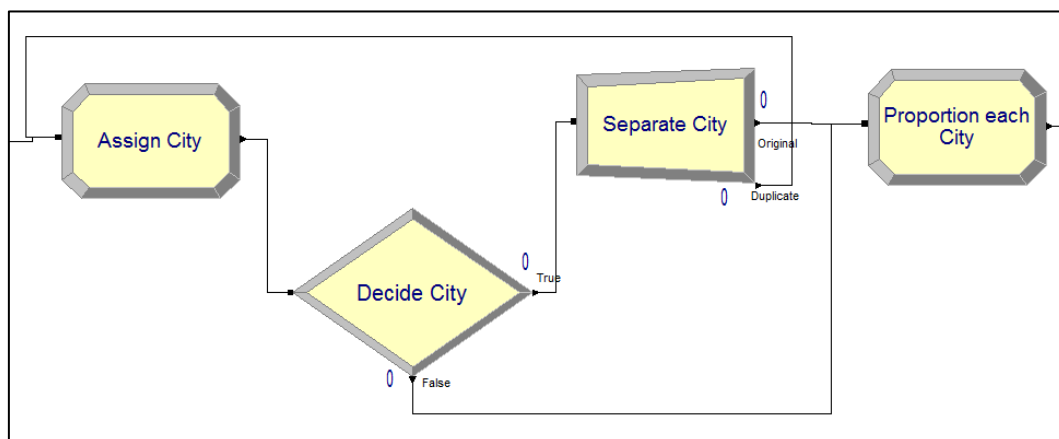 Assign City
Decide City
0
True
0
False
Separate City
0
Original
0
Duplicate
Proportion each
City